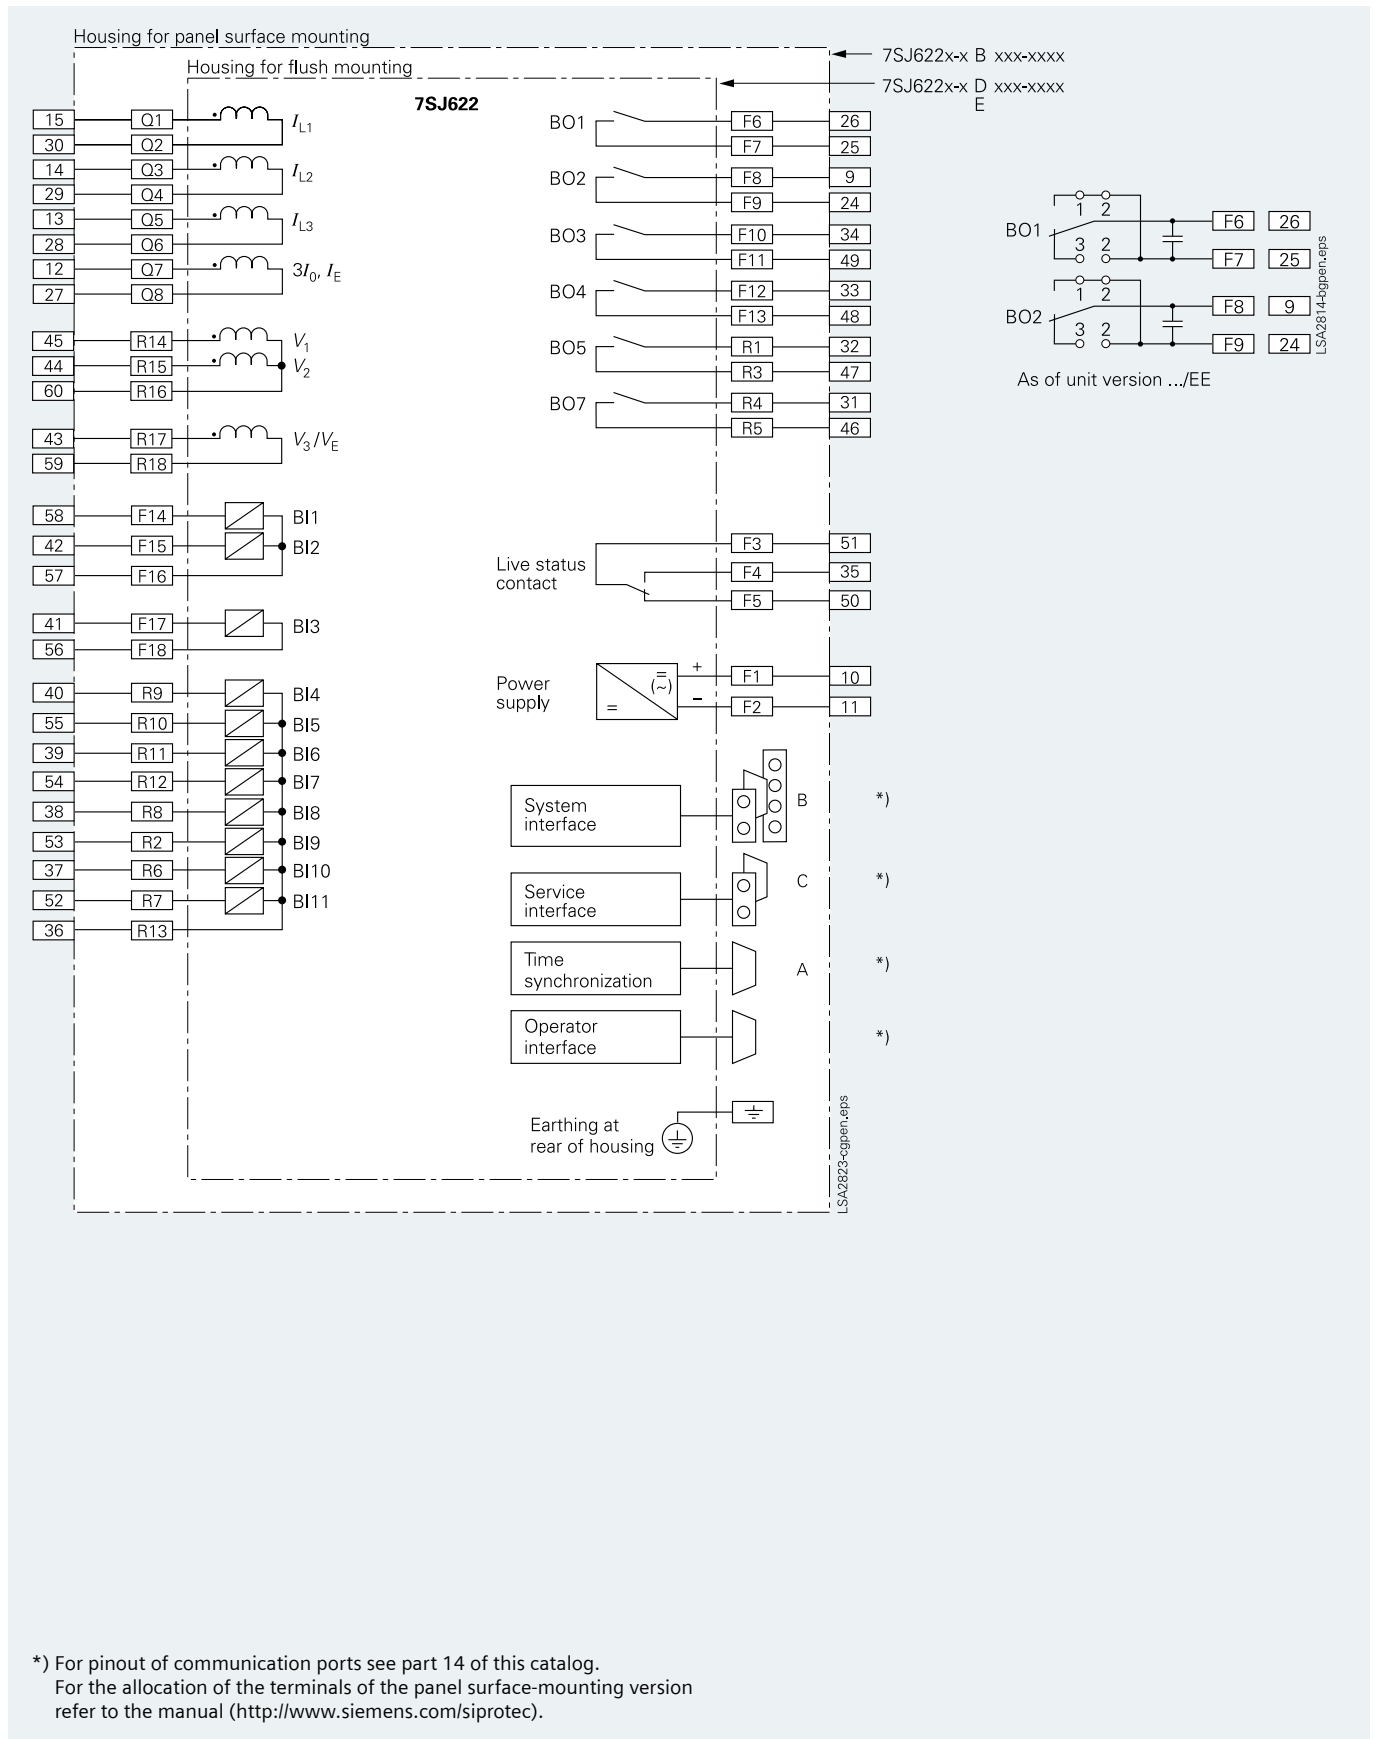 Housing for panel surface mounting
7SJ622x-x B xxx-xxxx
Housing for flush mounting
7SJ622x-x D xxx-xxxx
E
7SJ622
15 Q1 IL1
30 Q2
14 Q3 IL2
29 Q4
13 Q5 IL3
28 Q6
12 Q7 3I0, IE
27 Q8
45 R14 V1
44 R15 V2
60 R16
43 R17 V3/VE
59 R18
58 F14 BI1
42 F15 BI2
57 F16
41 F17 BI3
56 F18
40 R9 BI4
55 R10 BI5
39 R11 BI6
54 R12 BI7
38 R8 BI8
53 R2 BI9
37 R6 BI10
52 R7 BI11
36 R13
BO1 F6 26
F7 25
BO2 F8 9
F9 24
BO3 F10 34
F11 49
BO4 F12 33
F13 48
BO5 R1 32
R3 47
BO7 R4 31
R5 46
Live status
contact
F3 51
F4 35
F5 50
Power
supply
= (~) =
+ F1 10
– F2 11
System
interface
B *)
Service
interface
C *)
Time
synchronization
A *)
Operator
interface
*)
Earthing at
rear of housing
LSA2823-cgpen.eps
1 2
BO1 F6 26
3 2
F7 25
1 2
BO2 F8 9
3 2
F9 24
LSA2814-bgpen.eps
As of unit version .../EE
*) For pinout of communication ports see part 14 of this catalog.
For the allocation of the terminals of the panel surface-mounting version
refer to the manual (http://www.siemens.com/siprotec).